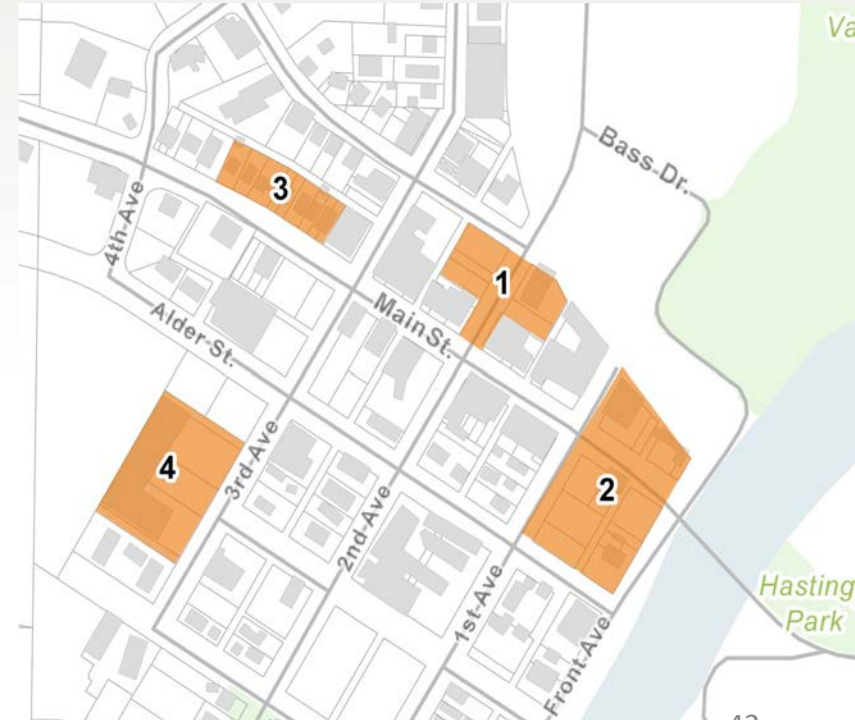 Va
Bass-Dr.
3
4th-Ave
1
Main St.
Alder-St.
4
3rd-Ave
2
2nd-Ave
1st-Ave
Hasting
Park
Front-Ave